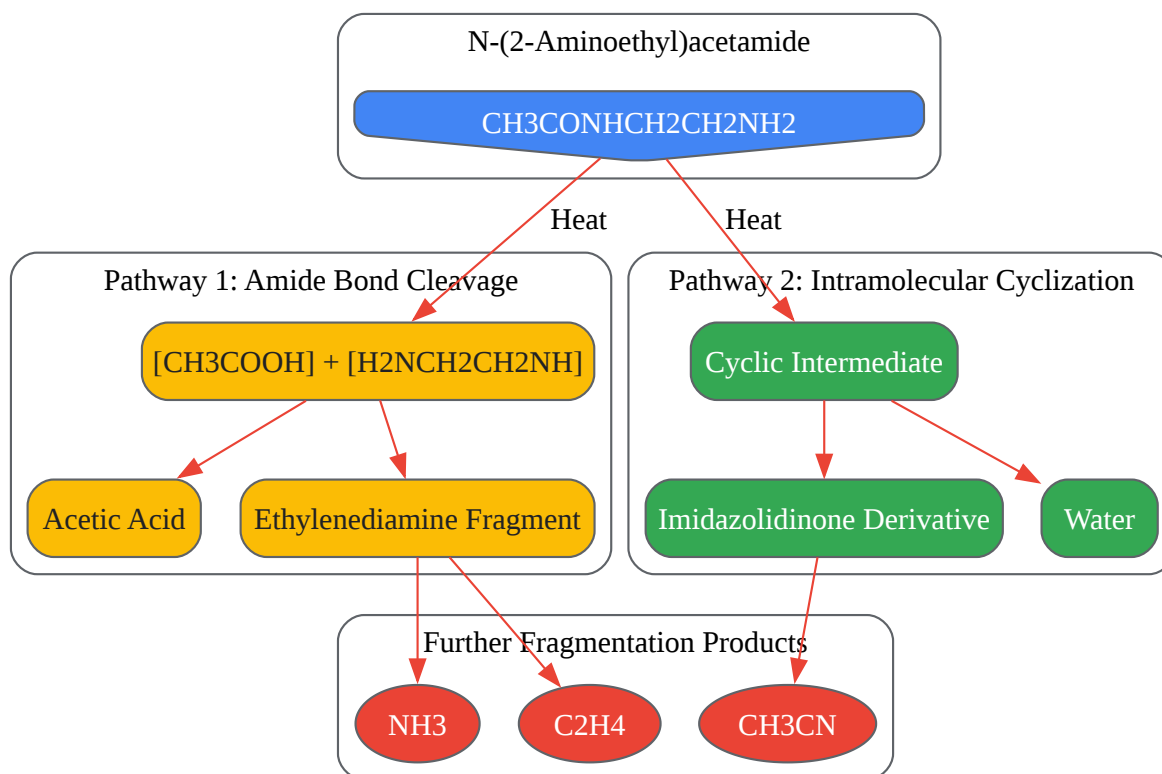 N-(2-Aminoethyl)acetamide
CH3CONHCH2CH2NH2
Heat
Heat
Pathway 1: Amide Bond Cleavage
[CH3COOH] + [H2NCH2CH2NH]
Acetic Acid
Ethylenediamine Fragment
Pathway 2: Intramolecular Cyclization
Cyclic Intermediate
Imidazolidinone Derivative
Water
Further Fragmentation Products
NH3
C2H4
CH3CN